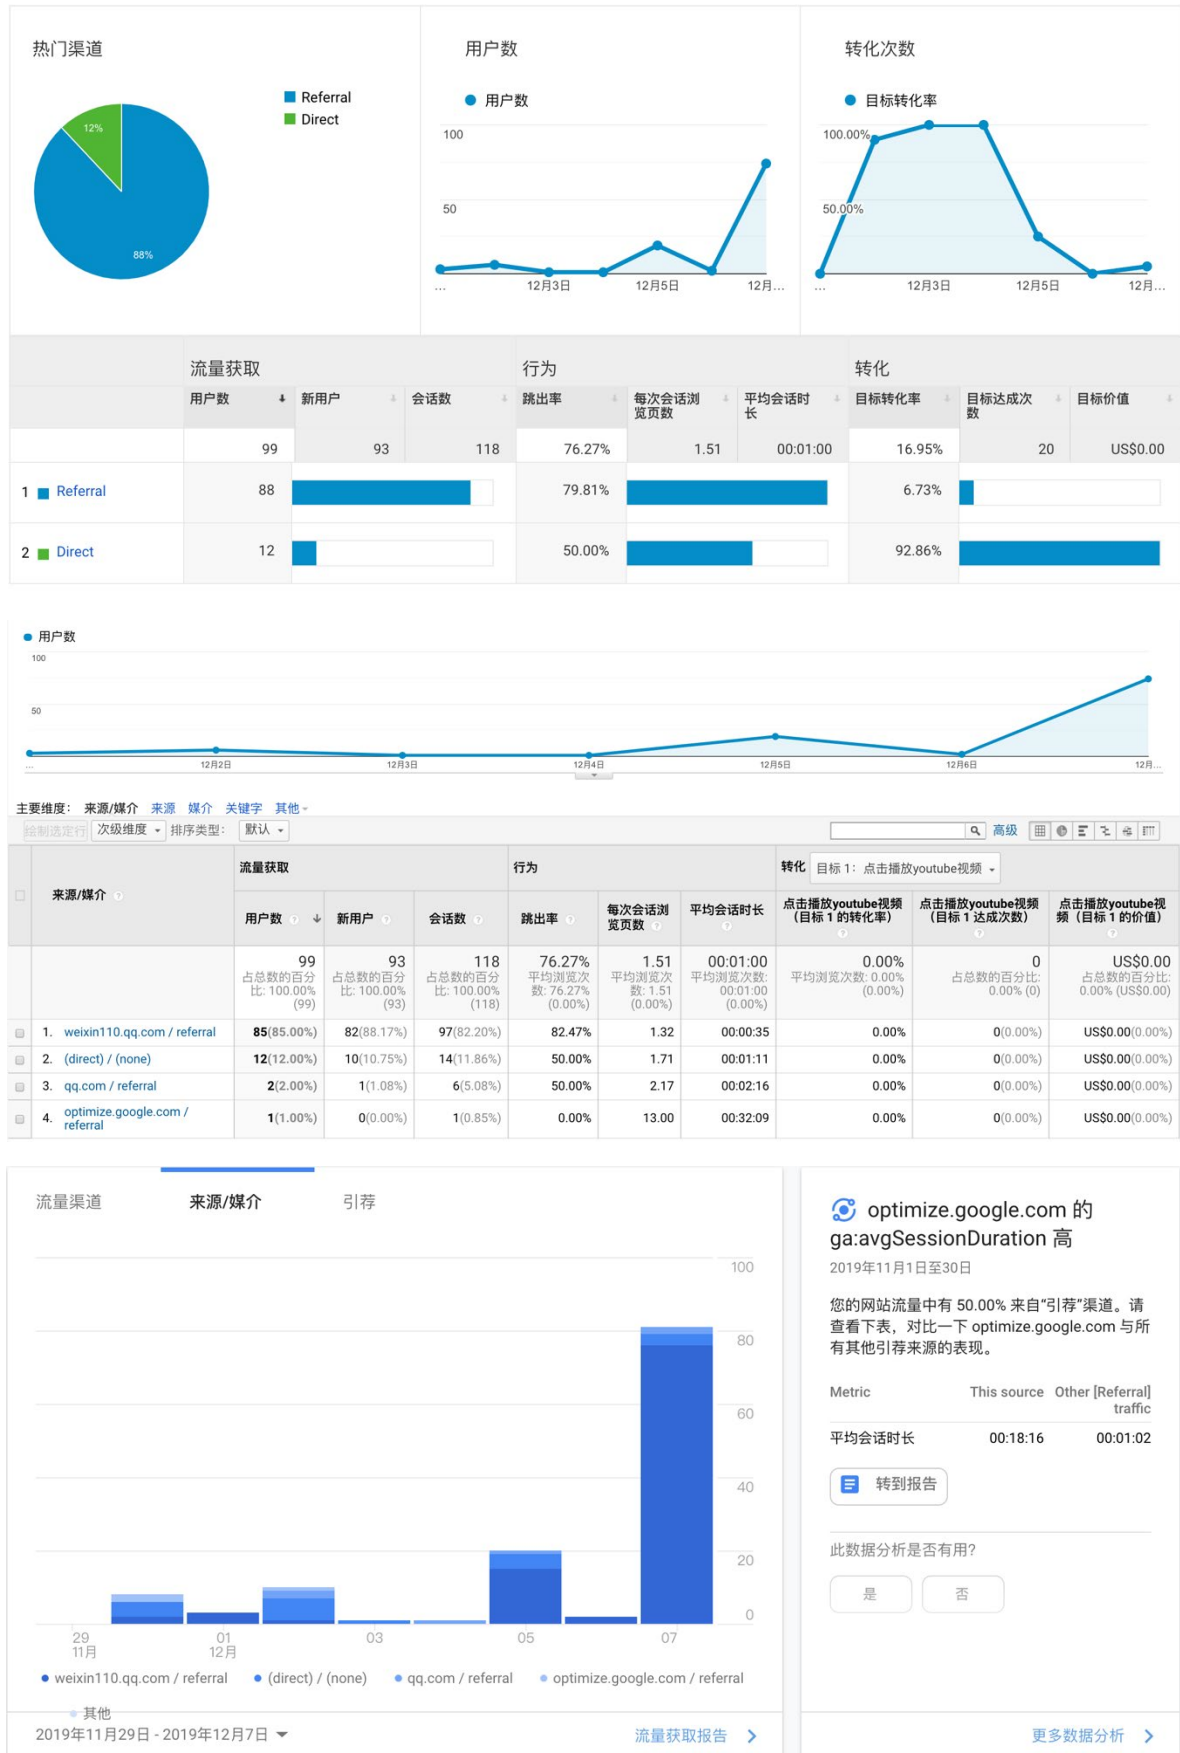 热门渠道
Referral
Direct
12%
88%
用户数
用户数
100
50
...
12月3日
12月5日
12月...
转化次数
目标转化率
100.00%
50.00%
...
12月3日
12月5日
12月...
流量获取 行为 转化
用户数 新用户 会话数 跳出率 每次会话浏览页数 平均会话时长 目标转化率 目标达成次数 目标价值
99 93 118 76.27% 1.51 00:01:00 16.95% 20 US$0.00
1 Referral 88 79.81% 6.73%
2 Direct 12 50.00% 92.86%
用户数
100
50
... 12月2日 12月3日 12月4日 12月5日 12月6日 12月...
主要维度： 来源/媒介 来源 媒介 关键字 其他
绘制选定行 次级维度 排序类型： 默认 高级
来源/媒介
流量获取 行为 转化 目标 1：点击播放youtube视频
用户数 新用户 会话数 跳出率 每次会话浏览页数 平均会话时长 点击播放youtube视频（目标 1 的转化率） 点击播放youtube视频（目标 1 达成次数） 点击播放youtube视频（目标 1 的价值）
99 93 118 76.27% 1.51 00:01:00 0.00% 0 US$0.00
占总数的百分比: 100.00% (99) 占总数的百分比: 100.00% (93) 占总数的百分比: 100.00% (118) 平均浏览次数: 76.27% (0.00%) 平均浏览次数: 1.51 (0.00%) 平均浏览次数: 00:01:00 (0.00%) 平均浏览次数: 0.00% (0.00%) 占总数的百分比: 0.00% (0) 占总数的百分比: 0.00% (US$0.00)
1. weixin110.qq.com / referral 85(85.00%) 82(88.17%) 97(82.20%) 82.47% 1.32 00:00:35 0.00% 0(0.00%) US$0.00(0.00%)
2. (direct) / (none) 12(12.00%) 10(10.75%) 14(11.86%) 50.00% 1.71 00:01:11 0.00% 0(0.00%) US$0.00(0.00%)
3. qq.com / referral 2(2.00%) 1(1.08%) 6(5.08%) 50.00% 2.17 00:02:16 0.00% 0(0.00%) US$0.00(0.00%)
4. optimize.google.com / referral 1(1.00%) 0(0.00%) 1(0.85%) 0.00% 13.00 00:32:09 0.00% 0(0.00%) US$0.00(0.00%)
流量渠道 来源/媒介 引荐
100
80
60
40
20
0
29 01 03 05 07
11月 12月
weixin110.qq.com / referral (direct) / (none) qq.com / referral optimize.google.com / referral
其他
2019年11月29日 - 2019年12月7日
流量获取报告
optimize.google.com 的
ga:avgSessionDuration 高
2019年11月1日至30日
您的网站流量中有 50.00% 来自“引荐”渠道。请
查看下表，对比一下 optimize.google.com 与所
有其他引荐来源的表现。
Metric This source Other [Referral]
traffic
平均会话时长 00:18:16 00:01:02
转到报告
此数据分析是否有用?
是 否
更多数据分析